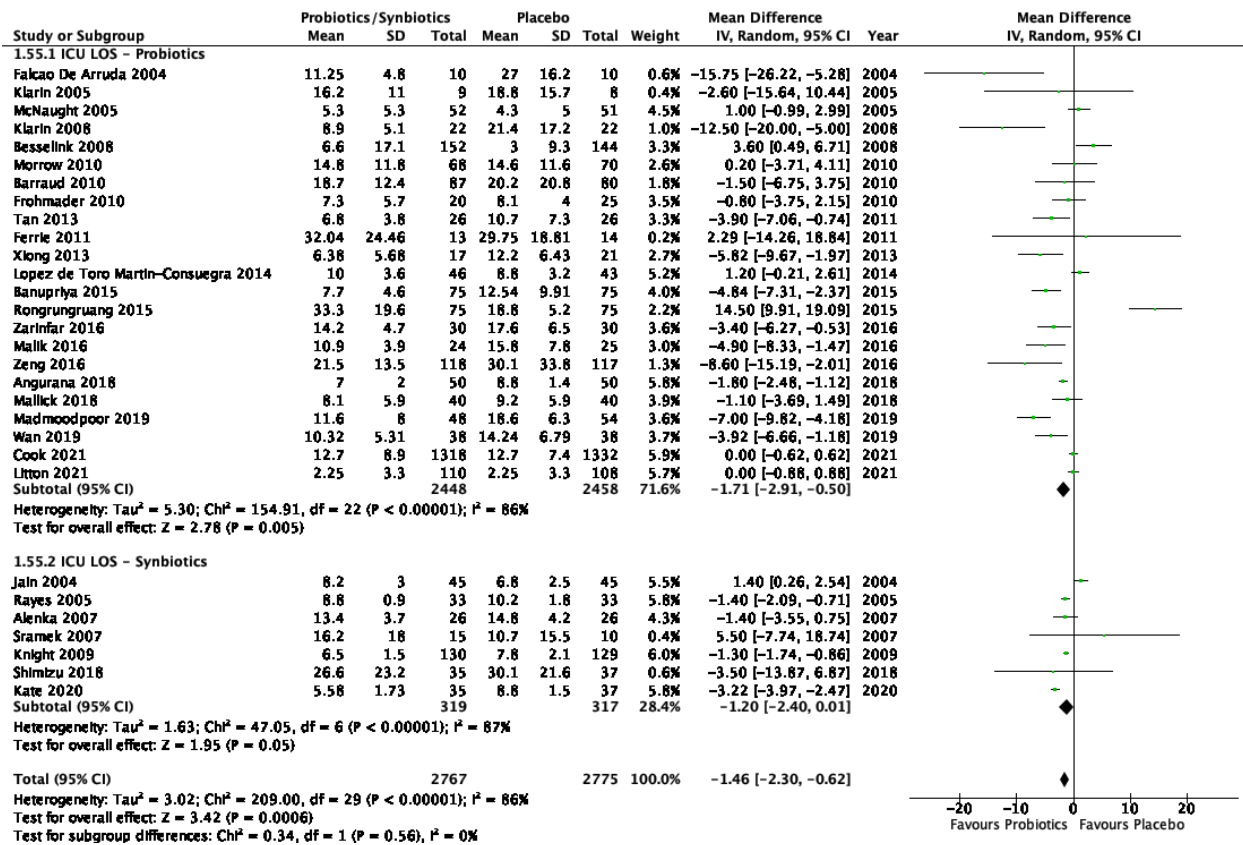 Probiotics/Synbiotics Placebo Mean Difference Mean Difference
Study or Subgroup Mean SD Total Mean SD Total Weight IV, Random, 95% CI Year IV, Random, 95% CI
1.55.1 ICU LOS – Probiotics
Falcao De Arruda 2004 11.25 4.8 10 27 16.2 10 0.6% −15.75 [−26.22, −5.28] 2004
Klarin 2005 16.2 11 9 18.8 15.7 8 0.4% −2.60 [−15.64, 10.44] 2005
McNaught 2005 5.3 5.3 52 4.3 5 51 4.5% 1.00 [−0.99, 2.99] 2005
Klarin 2008 8.9 5.1 22 21.4 17.2 22 1.0% −12.50 [−20.00, −5.00] 2008
Besselink 2008 6.6 17.1 152 3 9.3 144 3.3% 3.60 [0.49, 6.71] 2008
Morrow 2010 14.8 11.8 68 14.6 11.6 70 2.6% 0.20 [−3.71, 4.11] 2010
Barraud 2010 18.7 12.4 87 20.2 20.8 80 1.8% −1.50 [−6.75, 3.75] 2010
Frohmader 2010 7.3 5.7 20 8.1 4 25 3.5% −0.80 [−3.75, 2.15] 2010
Tan 2013 6.8 3.8 26 10.7 7.3 26 3.3% −3.90 [−7.06, −0.74] 2011
Ferrie 2011 32.04 24.46 13 29.75 18.81 14 0.2% 2.29 [−14.26, 18.84] 2011
Xiong 2013 6.38 5.68 17 12.2 6.43 21 2.7% −5.82 [−9.67, −1.97] 2013
Lopez de Toro Martin−Consuegra 2014 10 3.6 46 8.8 3.2 43 5.2% 1.20 [−0.21, 2.61] 2014
Banupriya 2015 7.7 4.6 75 12.54 9.91 75 4.0% −4.84 [−7.31, −2.37] 2015
Rongrungruang 2015 33.3 19.6 75 18.8 5.2 75 2.2% 14.50 [9.91, 19.09] 2015
Zarinfar 2016 14.2 4.7 30 17.6 6.5 30 3.6% −3.40 [−6.27, −0.53] 2016
Malik 2016 10.9 3.9 24 15.8 7.8 25 3.0% −4.90 [−8.33, −1.47] 2016
Zeng 2016 21.5 13.5 118 30.1 33.8 117 1.3% −8.60 [−15.19, −2.01] 2016
Angurana 2018 7 2 50 8.8 1.4 50 5.8% −1.80 [−2.48, −1.12] 2018
Mallick 2018 8.1 5.9 40 9.2 5.9 40 3.9% −1.10 [−3.69, 1.49] 2018
Madmoodpoor 2019 11.6 8 48 18.6 6.3 54 3.6% −7.00 [−9.82, −4.18] 2019
Wan 2019 10.32 5.31 38 14.24 6.79 38 3.7% −3.92 [−6.66, −1.18] 2019
Cook 2021 12.7 8.9 1318 12.7 7.4 1332 5.9% 0.00 [−0.62, 0.62] 2021
Litton 2021 2.25 3.3 110 2.25 3.3 108 5.7% 0.00 [−0.88, 0.88] 2021
Subtotal (95% CI) 2448 2458 71.6% −1.71 [−2.91, −0.50]
Heterogeneity: Tau² = 5.30; Chi² = 154.91, df = 22 (P < 0.00001); I² = 86%
Test for overall effect: Z = 2.78 (P = 0.005)
1.55.2 ICU LOS – Synbiotics
Jain 2004 8.2 3 45 6.8 2.5 45 5.5% 1.40 [0.26, 2.54] 2004
Rayes 2005 8.8 0.9 33 10.2 1.8 33 5.8% −1.40 [−2.09, −0.71] 2005
Alenka 2007 13.4 3.7 26 14.8 4.2 26 4.3% −1.40 [−3.55, 0.75] 2007
Sramek 2007 16.2 18 15 10.7 15.5 10 0.4% 5.50 [−7.74, 18.74] 2007
Knight 2009 6.5 1.5 130 7.8 2.1 129 6.0% −1.30 [−1.74, −0.86] 2009
Shimizu 2018 26.6 23.2 35 30.1 21.6 37 0.6% −3.50 [−13.87, 6.87] 2018
Kate 2020 5.58 1.73 35 8.8 1.5 37 5.8% −3.22 [−3.97, −2.47] 2020
Subtotal (95% CI) 319 317 28.4% −1.20 [−2.40, 0.01]
Heterogeneity: Tau² = 1.63; Chi² = 47.05, df = 6 (P < 0.00001); I² = 87%
Test for overall effect: Z = 1.95 (P = 0.05)
Total (95% CI) 2767 2775 100.0% −1.46 [−2.30, −0.62]
Heterogeneity: Tau² = 3.02; Chi² = 209.00, df = 29 (P < 0.00001); I² = 86%
Test for overall effect: Z = 3.42 (P = 0.0006)
Test for subgroup differences: Chi² = 0.34, df = 1 (P = 0.56), I² = 0%
−20 −10 0 10 20
Favours Probiotics Favours Placebo